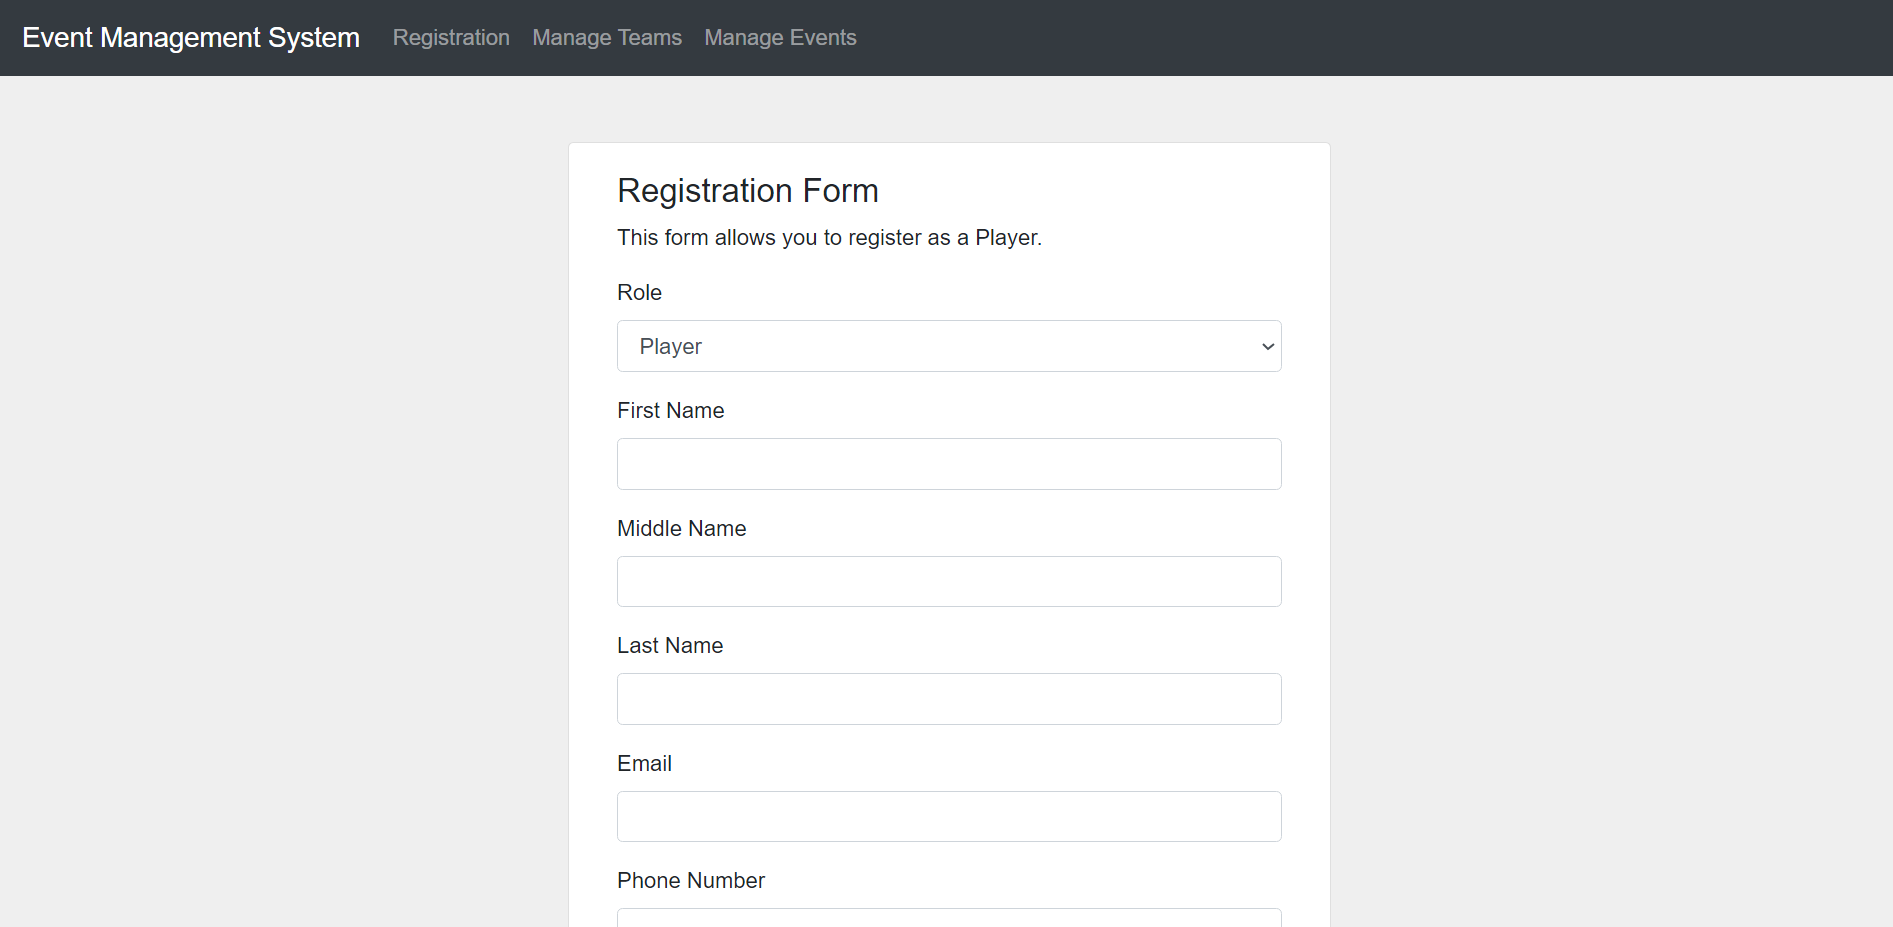 Event Management System Registration Manage Teams Manage Events
Registration Form
This form allows you to register as a Player.
Role
Player
First Name
Middle Name
Last Name
Email
Phone Number